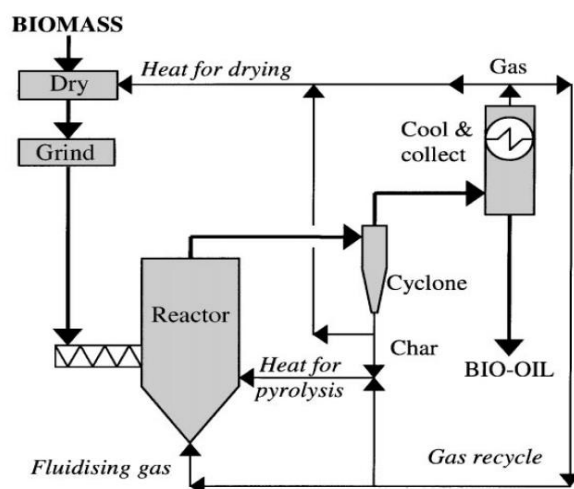 BIOMASS
Heat for drying
Gas
Dry
Cool &
collect
Grind
Cyclone
Reactor
Char
Heat for
pyrolysis
BIO-OIL
Fluidising gas
Gas recycle